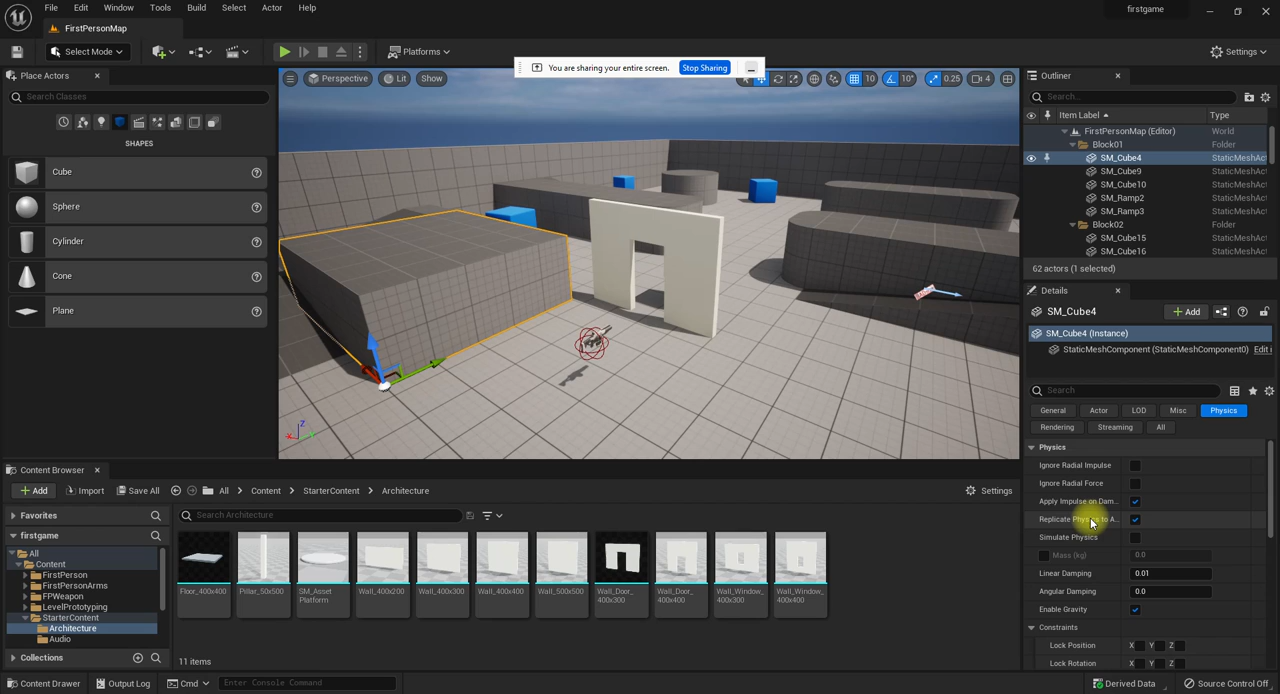 File Edit Window Tools Build Select Actor Help
firstgame
FirstPersonMap
Select Mode
Platforms
Settings
You are sharing your entire screen. Stop Sharing
Place Actors
Search Classes
SHAPES
Cube
Sphere
Cylinder
Cone
Plane
Perspective Lit Show
10 10° 0.25 4
Z
X
Outliner
Search...
Item Label Type
FirstPersonMap (Editor) World
Block01 Folder
SM_Cube4 StaticMeshAct
SM_Cube9 StaticMeshAct
SM_Cube10 StaticMeshAct
SM_Ramp2 StaticMeshAct
SM_Ramp3 StaticMeshAct
Block02 Folder
SM_Cube15 StaticMeshAct
SM_Cube16 StaticMeshAct
62 actors (1 selected)
Details
SM_Cube4 Add
SM_Cube4 (Instance)
StaticMeshComponent (StaticMeshComponent0) Edit i
Search
General Actor LOD Misc Physics
Rendering Streaming All
Physics
Ignore Radial Impulse
Ignore Radial Force
Apply Impulse on Dam...
Replicate Physics to A...
Simulate Physics
Mass (kg) 0.0
Linear Damping 0.01
Angular Damping 0.0
Enable Gravity
Constraints
Lock Position X Y Z
Lock Rotation X Y Z
Content Browser
Add Import Save All All Content StarterContent Architecture Settings
Favorites
firstgame
All
Content
FirstPerson
FirstPersonArms
FPWeapon
LevelPrototyping
StarterContent
Architecture
Audio
Collections
Search Architecture
Floor_400x400
Pillar_50x500
SM_Asset
Platform
Wall_400x200
Wall_400x300
Wall_400x400
Wall_500x500
Wall_Door_
400x300
Wall_Door_
400x400
Wall_Window_
400x300
Wall_Window_
400x400
11 items
Content Drawer Output Log Cmd Enter Console Command Derived Data Source Control Off